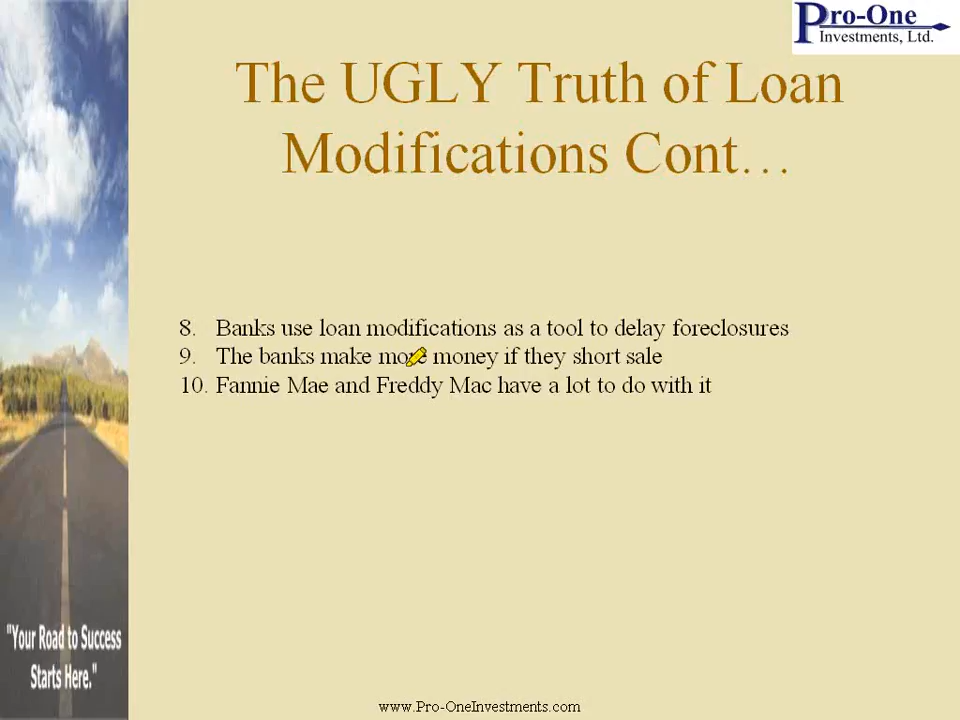 Pro-One
Investments, Ltd.
The UGLY Truth of Loan
Modifications Cont…
8. Banks use loan modifications as a tool to delay foreclosures
9. The banks make more money if they short sale
10. Fannie Mae and Freddy Mac have a lot to do with it
"Your Road to Success
Starts Here."
www.Pro-OneInvestments.com